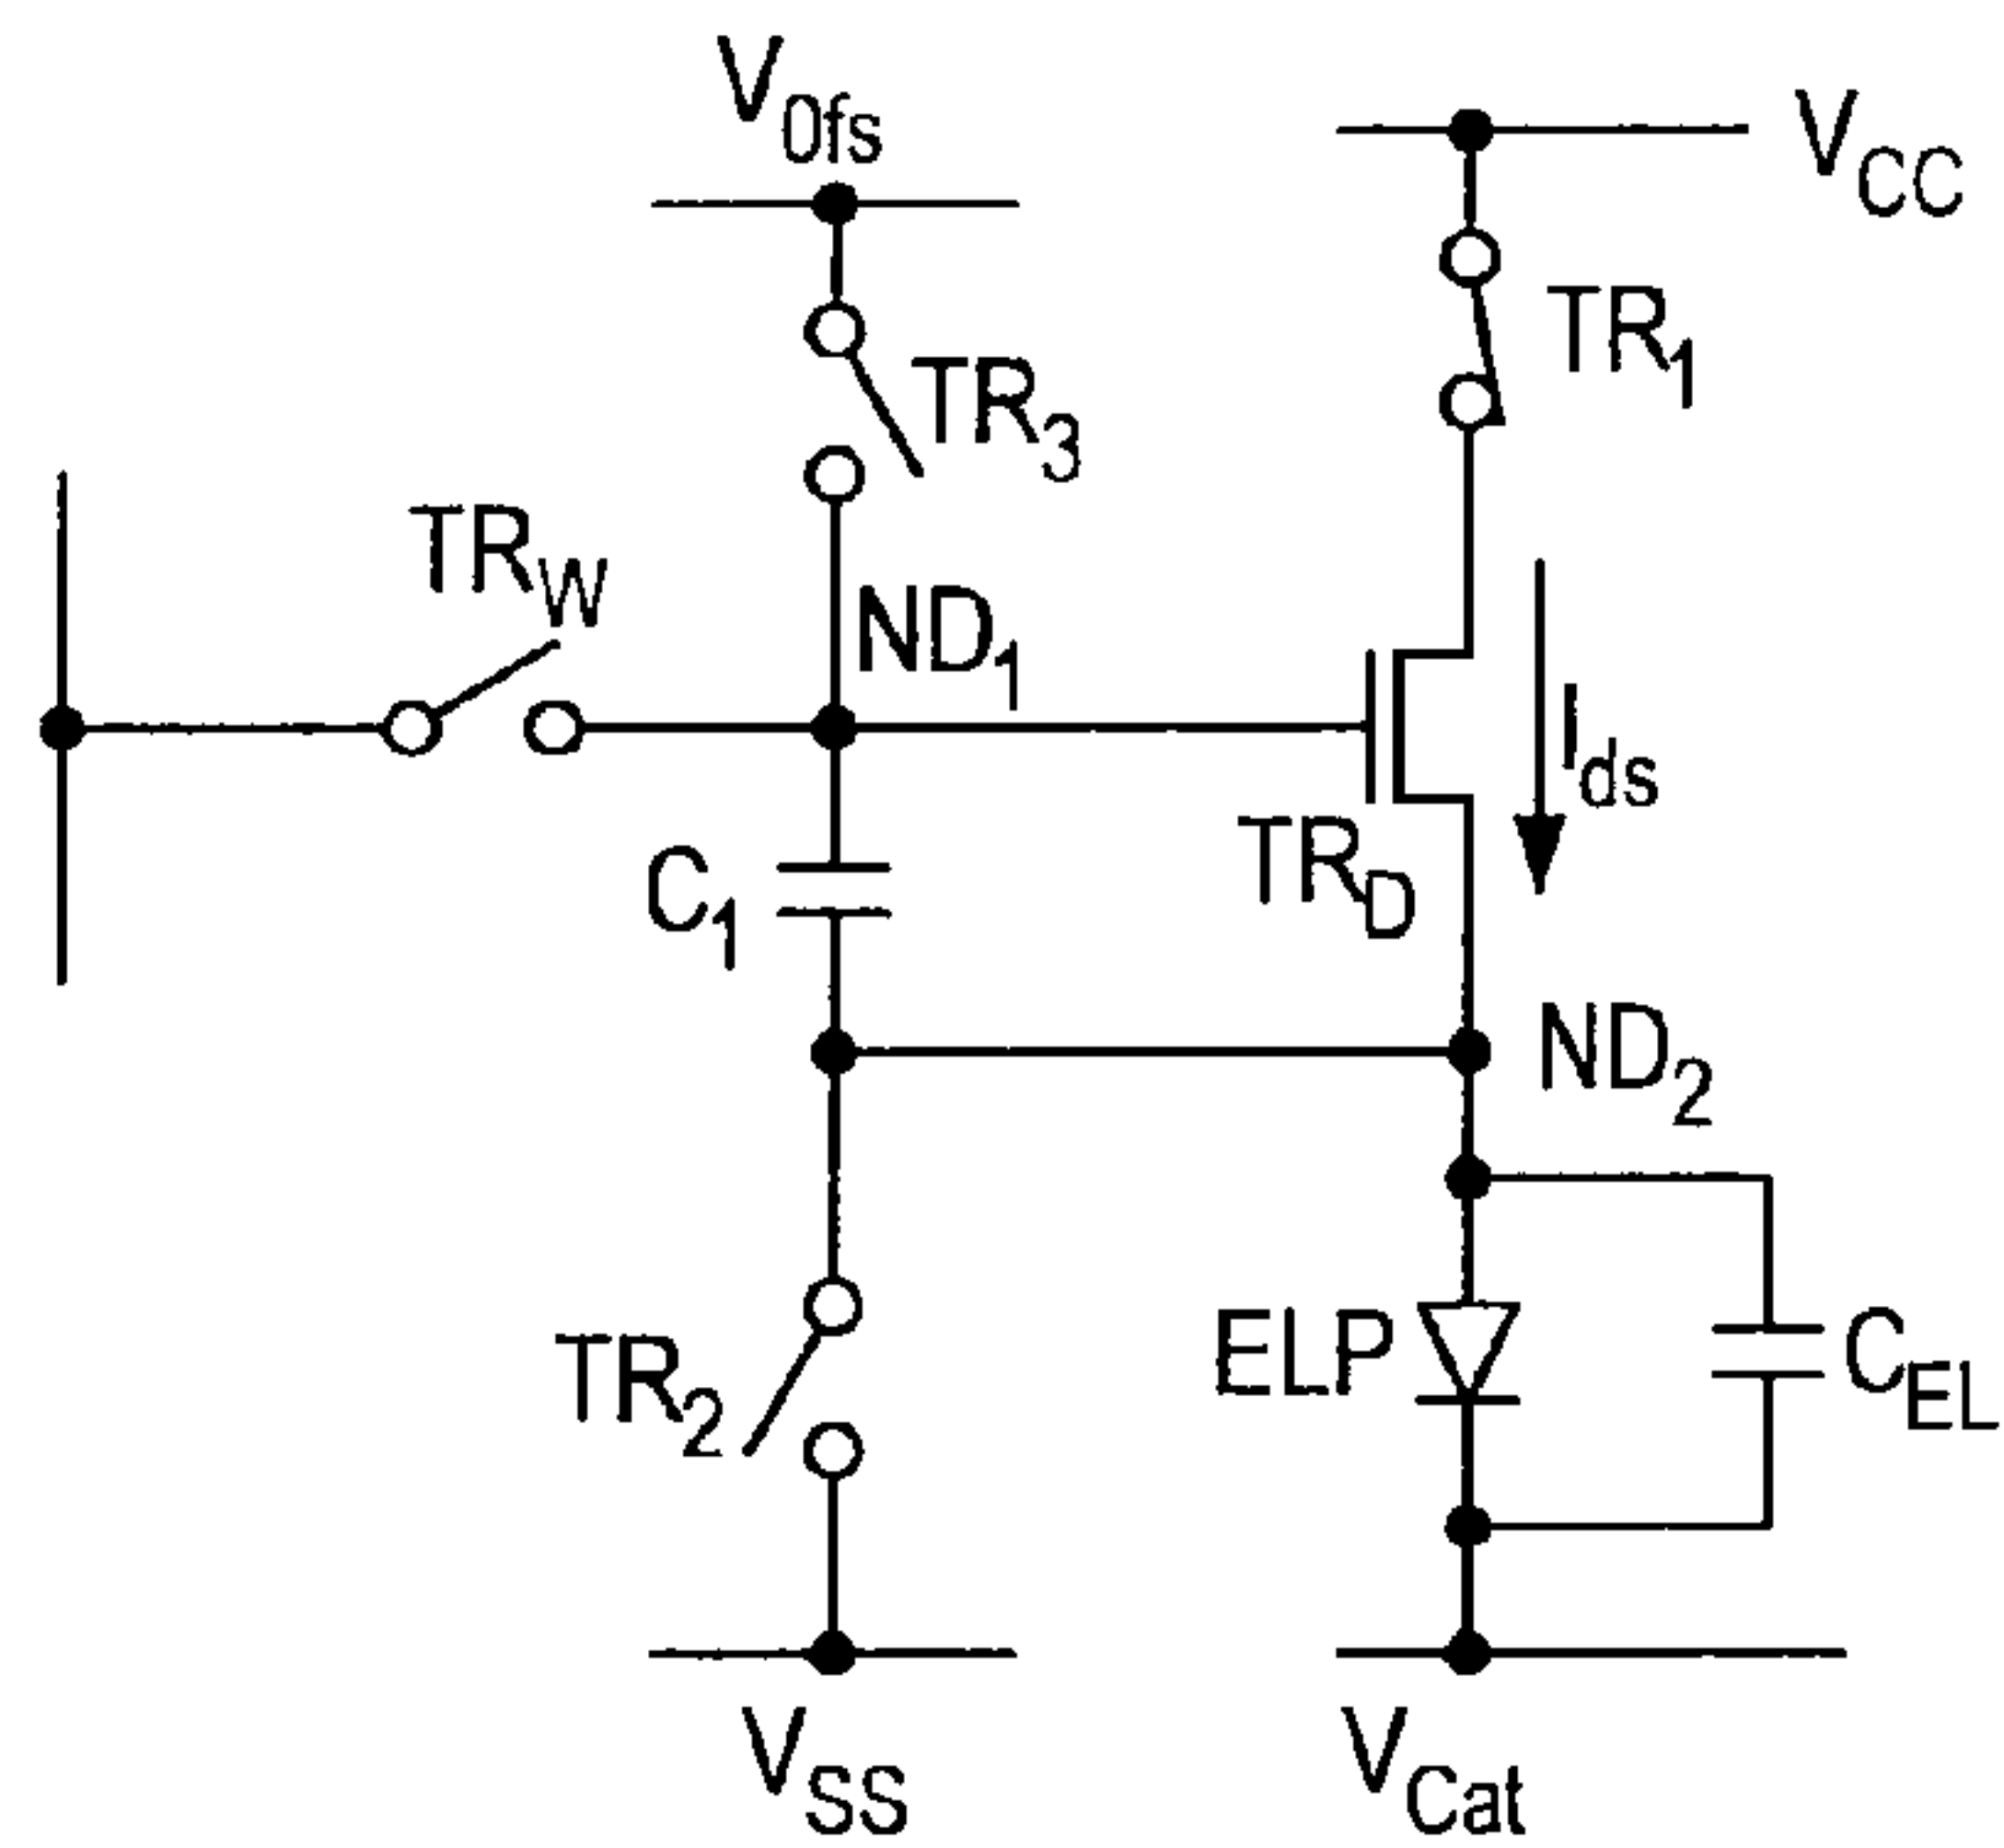 V0fs
VCC
TR1
TR3
TRW
ND1
Ids
TRD
C1
ND2
ELP
CEL
TR2
VSS
VCat